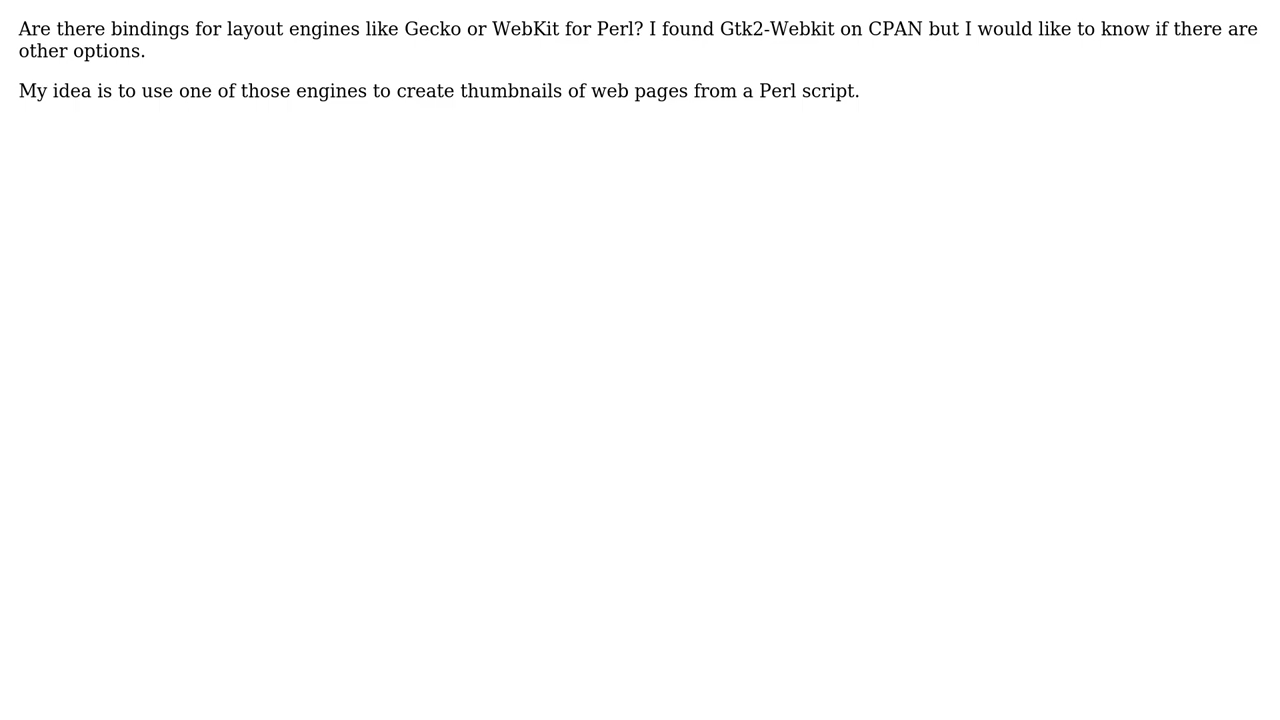 Are there bindings for layout engines like Gecko or WebKit for Perl? I found Gtk2-Webkit on CPAN but I would like to know if there are
other options.
My idea is to use one of those engines to create thumbnails of web pages from a Perl script.